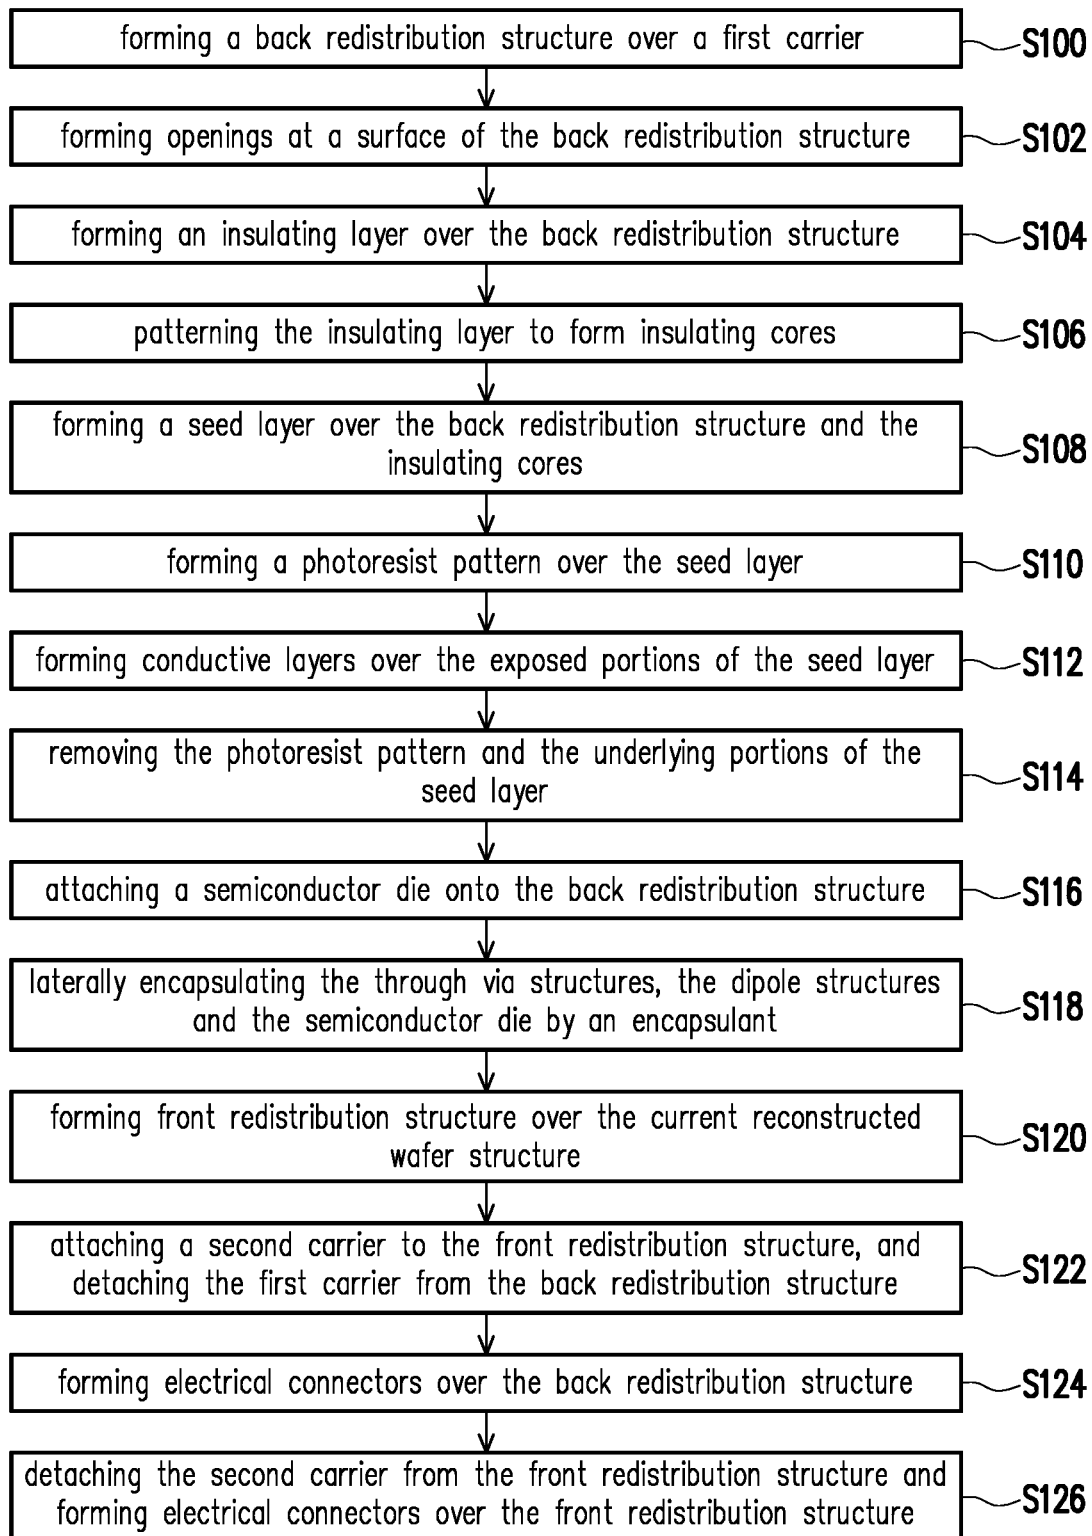 forming a back redistribution structure over a first carrier
S100
forming openings at a surface of the back redistribution structure
S102
forming an insulating layer over the back redistribution structure
S104
patterning the insulating layer to form insulating cores
S106
forming a seed layer over the back redistribution structure and the
insulating cores
S108
forming a photoresist pattern over the seed layer
S110
forming conductive layers over the exposed portions of the seed layer
S112
removing the photoresist pattern and the underlying portions of the
seed layer
S114
attaching a semiconductor die onto the back redistribution structure
S116
laterally encapsulating the through via structures, the dipole structures
and the semiconductor die by an encapsulant
S118
forming front redistribution structure over the current reconstructed
wafer structure
S120
attaching a second carrier to the front redistribution structure, and
detaching the first carrier from the back redistribution structure
S122
forming electrical connectors over the back redistribution structure
S124
detaching the second carrier from the front redistribution structure and
forming electrical connectors over the front redistribution structure
S126